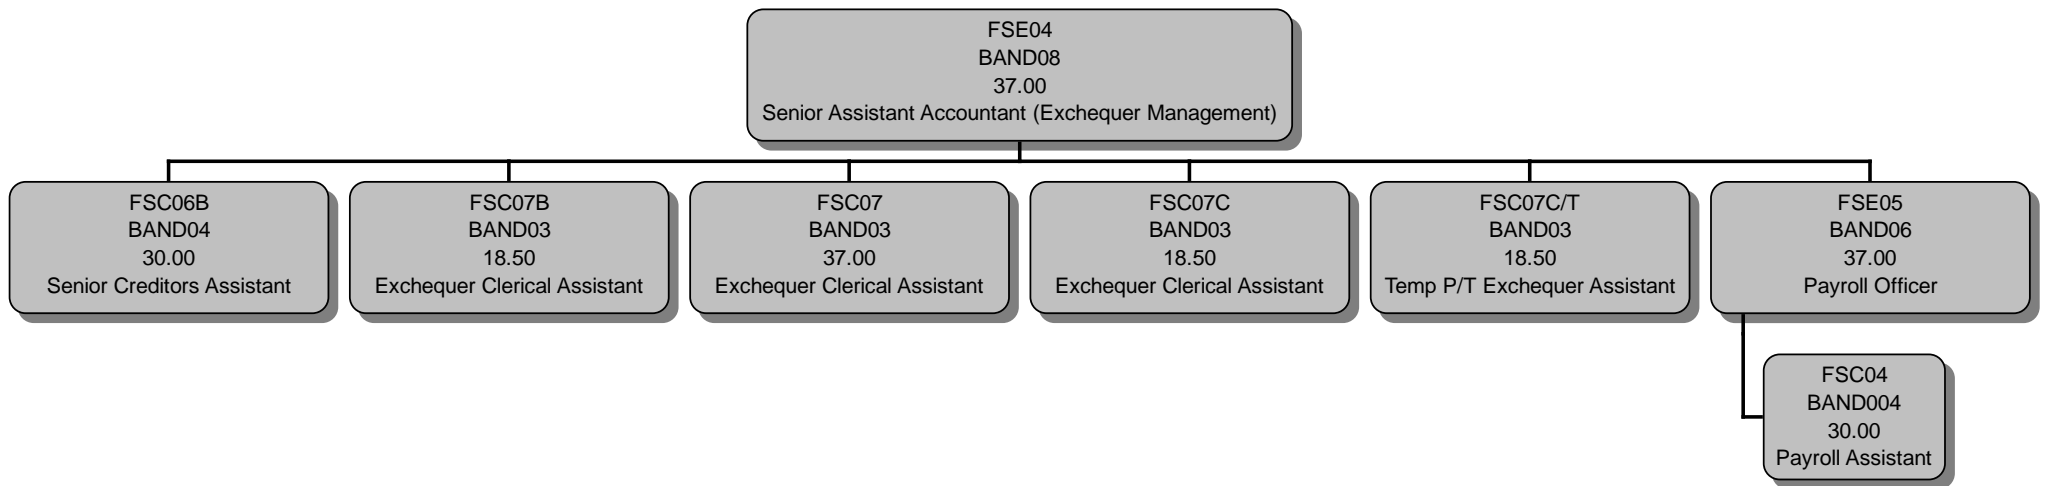 FSE04
BAND08
37.00
Senior Assistant Accountant (Exchequer Management)
FSC06B
BAND04
30.00
Senior Creditors Assistant
FSC07B
BAND03
18.50
Exchequer Clerical Assistant
FSC07
BAND03
37.00
Exchequer Clerical Assistant
FSC07C
BAND03
18.50
Exchequer Clerical Assistant
FSC07C/T
BAND03
18.50
Temp P/T Exchequer Assistant
FSE05
BAND06
37.00
Payroll Officer
FSC04
BAND004
30.00
Payroll Assistant